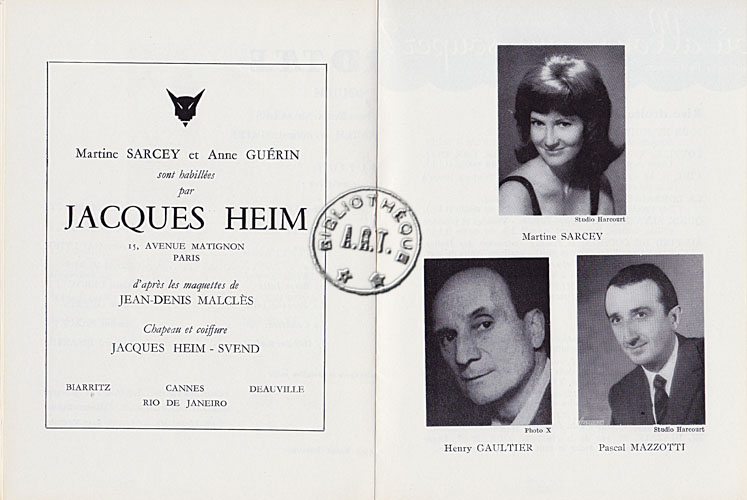 Martine SARCEY et Anne GUÉRIN
sont habillées
par
JACQUES HEIM
15, AVENUE MATIGNON
PARIS
d'après les maquettes de
JEAN-DENIS MALCLÈS
Chapeau et coiffure
JACQUES HEIM - SVEND
BIARRITZ CANNES DEAUVILLE
RIO DE JANEIRO
BIBLIOTHÈQUE
A.R.T.
Studio Harcourt
Martine SARCEY
Photo X
Henry GAULTIER
Studio Harcourt
Pascal MAZZOTTI